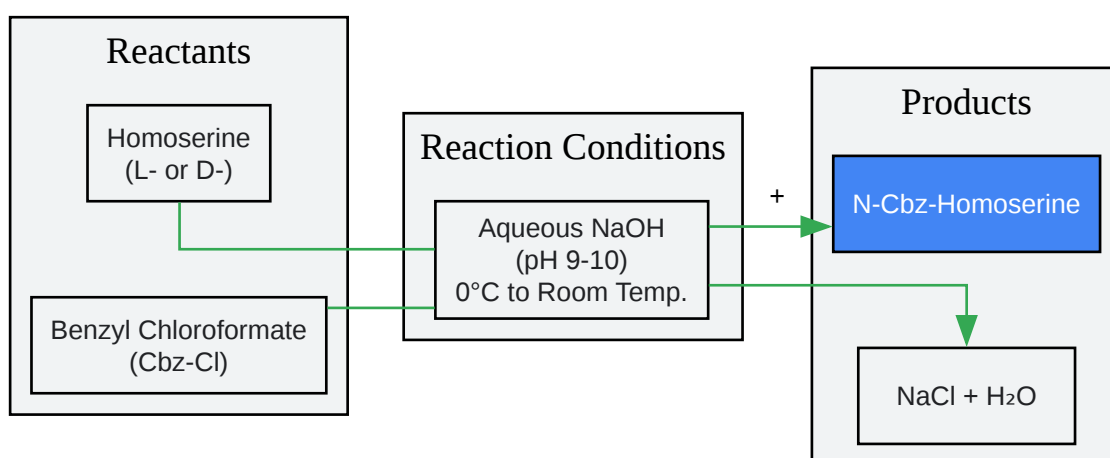 Reactants
Homoserine
(L- or D-)
Benzyl Chloroformate
(Cbz-Cl)
Reaction Conditions
Aqueous NaOH
(pH 9-10)
0°C to Room Temp.
+
Products
N-Cbz-Homoserine
NaCl + H₂O